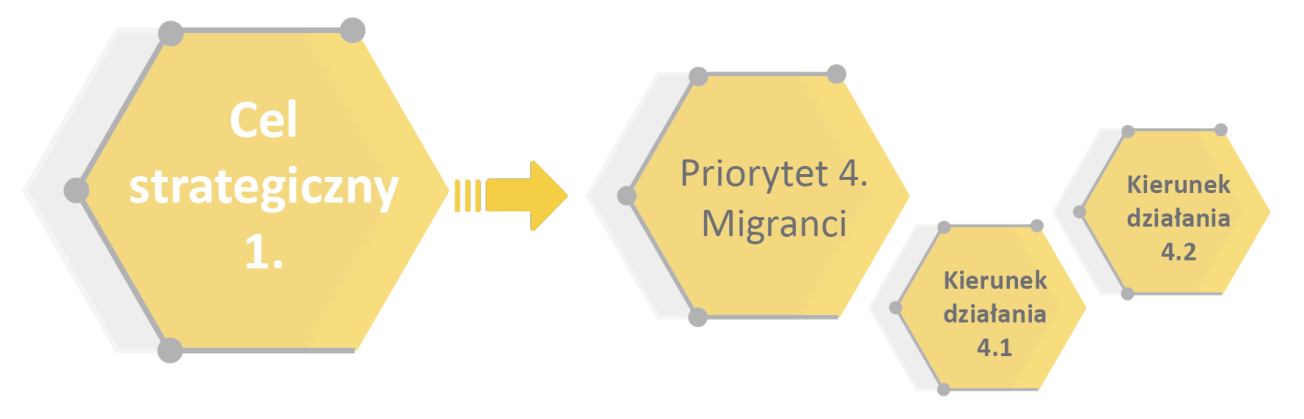 Cel
strategiczny
1.
Priorytet 4.
Migranci
Kierunek
działania
4.1
Kierunek
działania
4.2